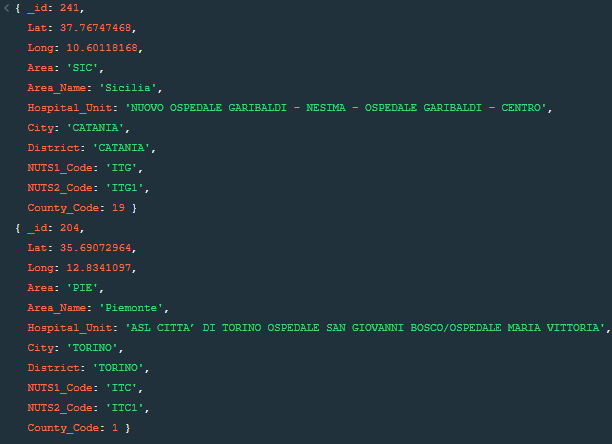 { _id: 241,
Lat: 37.76747468,
Long: 10.60118168,
Area: 'SIC',
Area_Name: 'Sicilia',
Hospital_Unit: 'NUOVO OSPEDALE GARIBALDI - NESIMA - OSPEDALE GARIBALDI - CENTRO',
City: 'CATANIA',
District: 'CATANIA',
NUTS1_Code: 'ITG',
NUTS2_Code: 'ITG1',
County_Code: 19 }
{ _id: 204,
Lat: 35.69072964,
Long: 12.8341097,
Area: 'PIE',
Area_Name: 'Piemonte',
Hospital_Unit: 'ASL CITTA’ DI TORINO OSPEDALE SAN GIOVANNI BOSCO/OSPEDALE MARIA VITTORIA',
City: 'TORINO',
District: 'TORINO',
NUTS1_Code: 'ITC',
NUTS2_Code: 'ITC1',
County_Code: 1 }